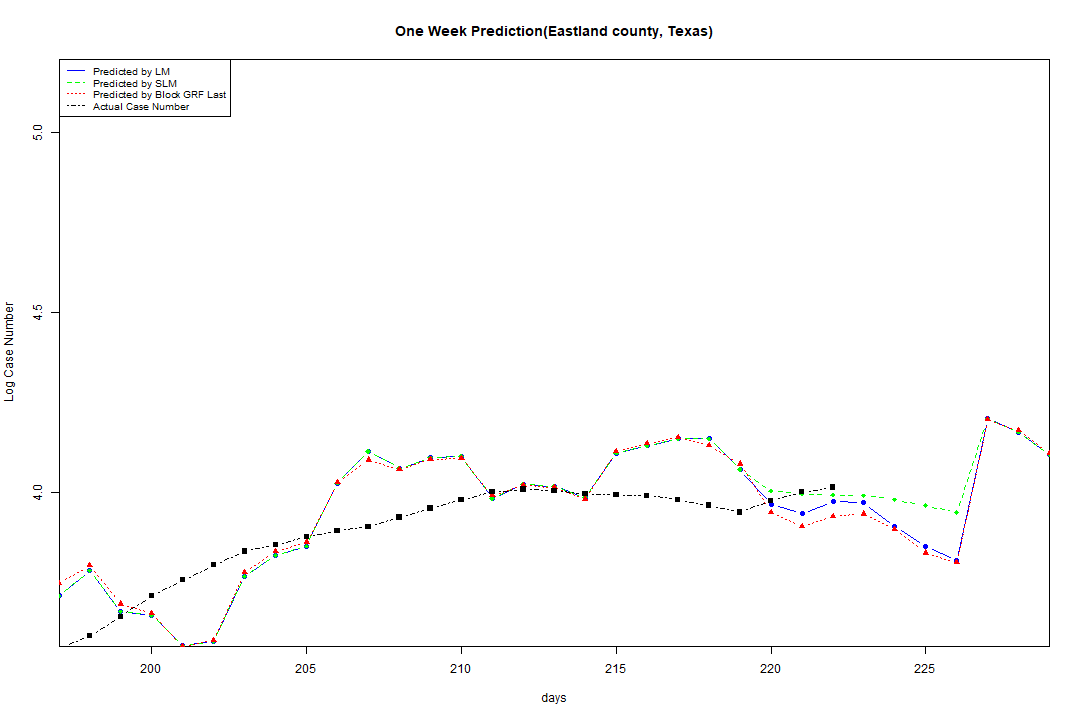 One Week Prediction(Eastland county, Texas)
Predicted by LM
Predicted by SLM
Predicted by Block GRF Last
Actual Case Number
5.0
4.5
4.0
Log Case Number
200 205 210 215 220 225
days